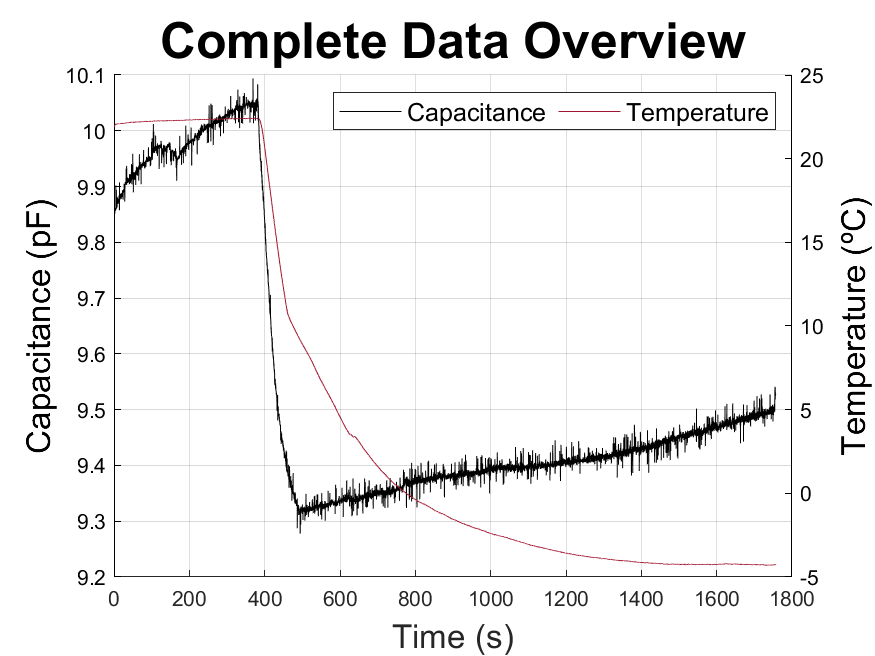 Complete Data Overview
Capacitance
Temperature
10.1
10
9.9
9.8
9.7
9.6
9.5
9.4
9.3
9.2
Capacitance (pF)
25
20
15
10
5
0
-5
Temperature (ºC)
0 200 400 600 800 1000 1200 1400 1600 1800
Time (s)